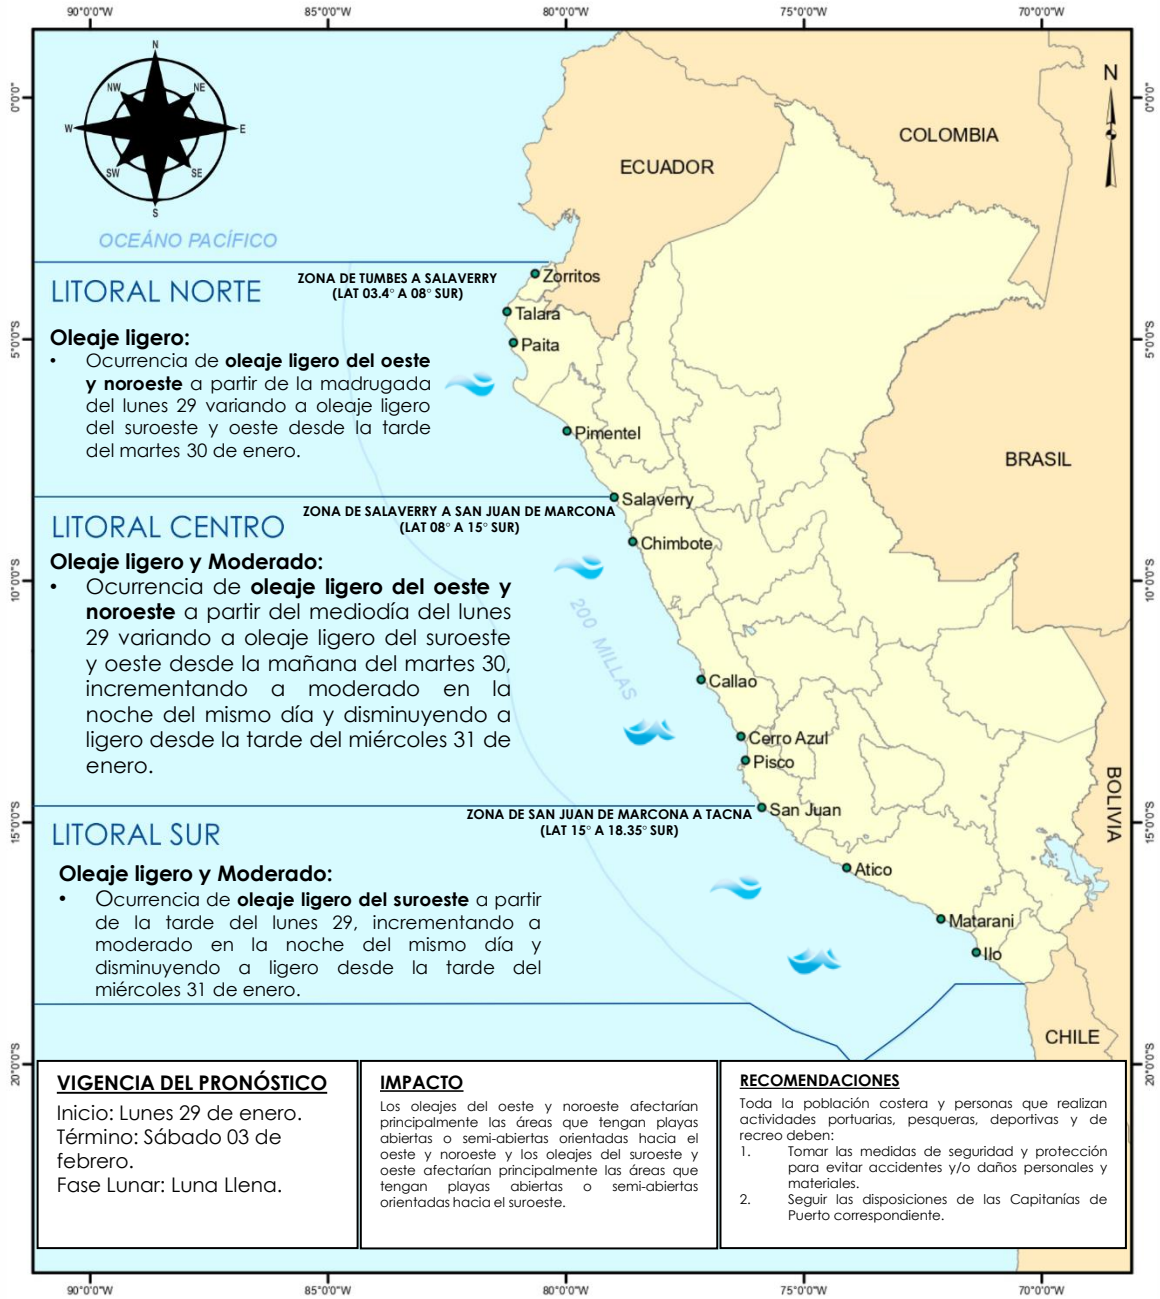 90°0'0"W 85°0'0"W 80°0'0"W 75°0'0"W 70°0'0"W
0°0'0" 0°0'0"
N
NW NE
W E
SW SE
S
N
OCEÁNO PACÍFICO
ECUADOR
COLOMBIA
BRASIL
BOLIVIA
CHILE
LITORAL NORTE
ZONA DE TUMBES A SALAVERRY
(LAT 03.4° A 08° SUR)
Zorritos
Talara
Paita
Pimentel
5°0'0"S 5°0'0"S
Oleaje ligero:
• Ocurrencia de oleaje ligero del oeste
y noroeste a partir de la madrugada
del lunes 29 variando a oleaje ligero
del suroeste y oeste desde la tarde
del martes 30 de enero.
LITORAL CENTRO
ZONA DE SALAVERRY A SAN JUAN DE MARCONA
(LAT 08° A 15° SUR)
Salaverry
Chimbote
Callao
Cerro Azul
Pisco
200 MILLAS
10°0'0"S 10°0'0"S
Oleaje ligero y Moderado:
• Ocurrencia de oleaje ligero del oeste y
noroeste a partir del mediodía del lunes
29 variando a oleaje ligero del suroeste
y oeste desde la mañana del martes 30,
incrementando a moderado en la
noche del mismo día y disminuyendo a
ligero desde la tarde del miércoles 31 de
enero.
LITORAL SUR
ZONA DE SAN JUAN DE MARCONA A TACNA
(LAT 15° A 18.35° SUR)
San Juan
Atico
Matarani
Ilo
15°0'0"S 15°0'0"S
Oleaje ligero y Moderado:
• Ocurrencia de oleaje ligero del suroeste a partir
de la tarde del lunes 29, incrementando a
moderado en la noche del mismo día y
disminuyendo a ligero desde la tarde del
miércoles 31 de enero.
20°0'0"S 20°0'0"S
VIGENCIA DEL PRONÓSTICO
Inicio: Lunes 29 de enero.
Término: Sábado 03 de
febrero.
Fase Lunar: Luna Llena.
IMPACTO
Los oleajes del oeste y noroeste afectarían
principalmente las áreas que tengan playas
abiertas o semi-abiertas orientadas hacia el
oeste y noroeste y los oleajes del suroeste y
oeste afectarían principalmente las áreas que
tengan playas abiertas o semi-abiertas
orientadas hacia el suroeste.
RECOMENDACIONES
Toda la población costera y personas que realizan
actividades portuarias, pesqueras, deportivas y de
recreo deben:
1. Tomar las medidas de seguridad y protección
para evitar accidentes y/o daños personales y
materiales.
2. Seguir las disposiciones de las Capitanías de
Puerto correspondiente.
90°0'0"W 85°0'0"W 80°0'0"W 75°0'0"W 70°0'0"W